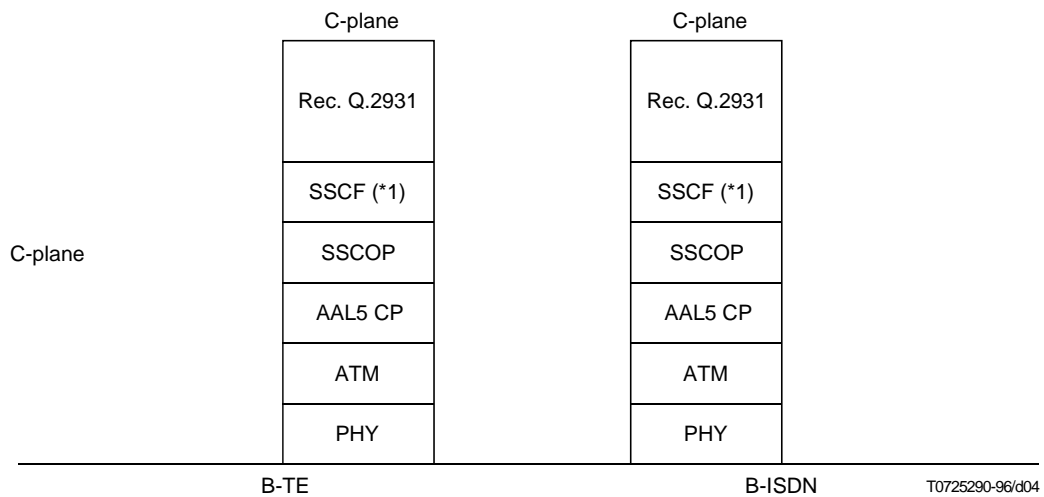 C-plane C-plane
Rec. Q.2931 Rec. Q.2931
SSCF (*1) SSCF (*1)
C-plane SSCOP SSCOP
AAL5 CP AAL5 CP
ATM ATM
PHY PHY
B-TE B-ISDN T0725290-96/d04